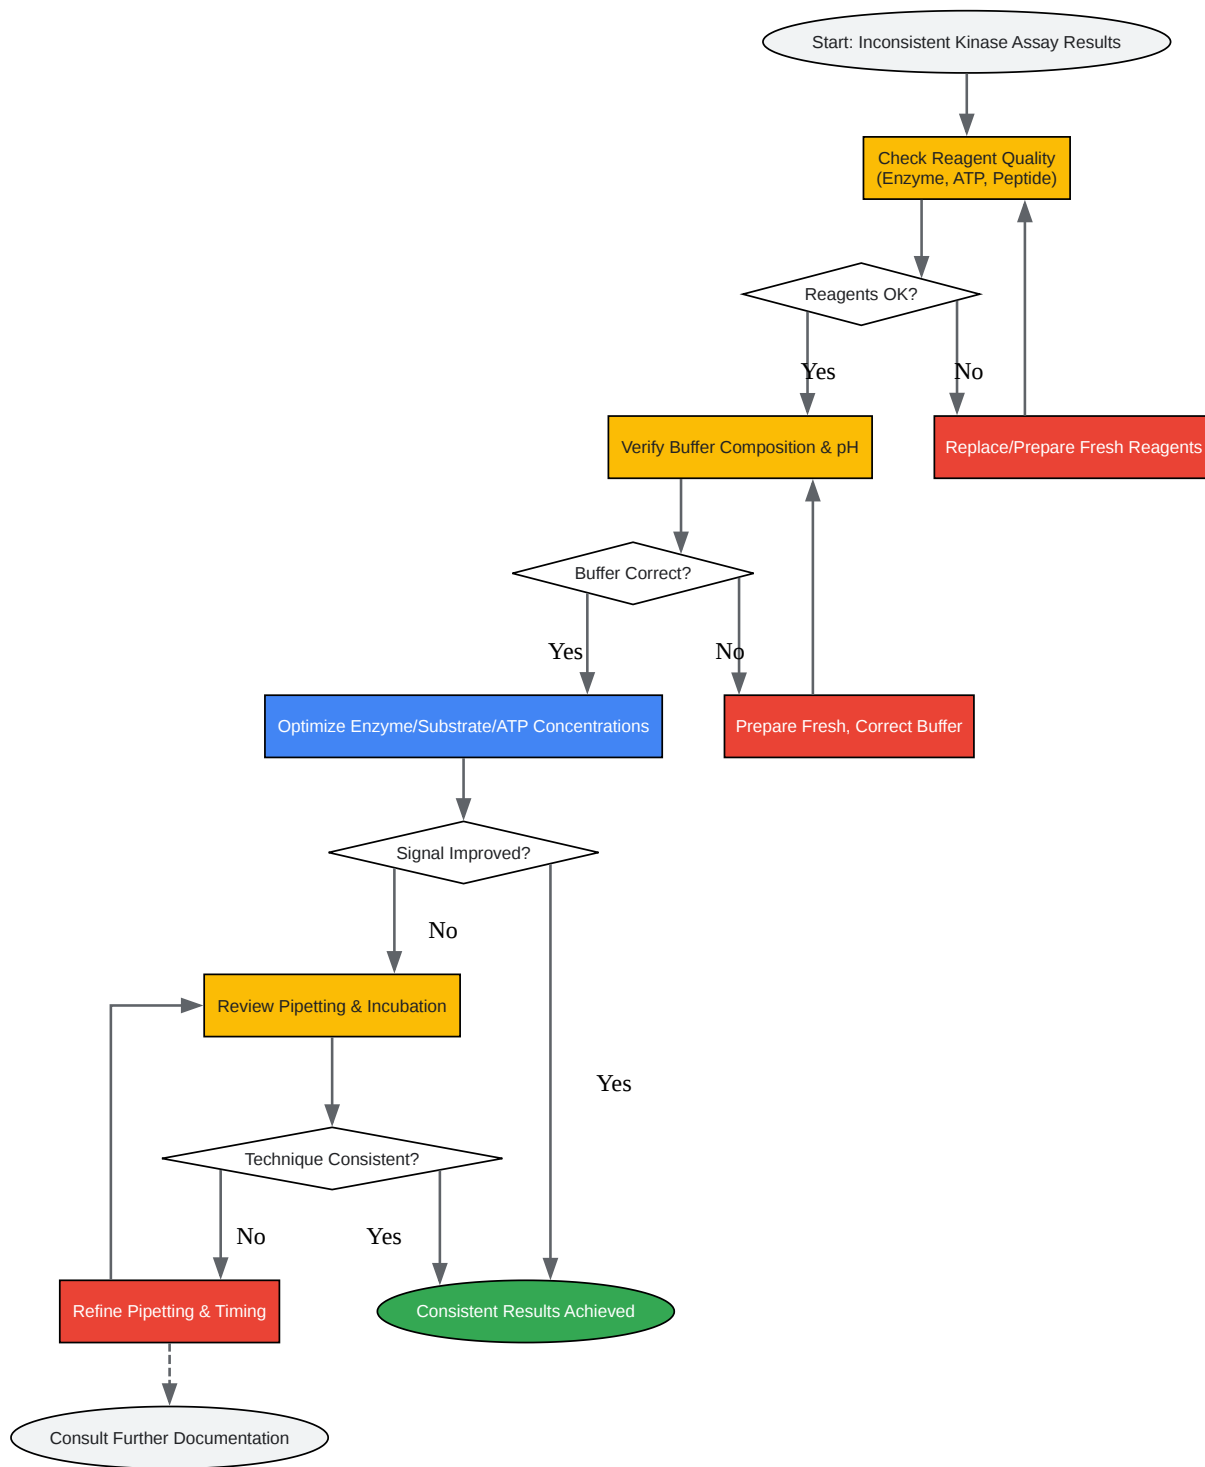 Start: Inconsistent Kinase Assay Results
Check Reagent Quality
(Enzyme, ATP, Peptide)
Reagents OK?
Yes
No
Verify Buffer Composition & pH
Replace/Prepare Fresh Reagents
Buffer Correct?
Yes
No
Optimize Enzyme/Substrate/ATP Concentrations
Prepare Fresh, Correct Buffer
Signal Improved?
No
Review Pipetting & Incubation
Yes
Technique Consistent?
No
Yes
Refine Pipetting & Timing
Consistent Results Achieved
Consult Further Documentation